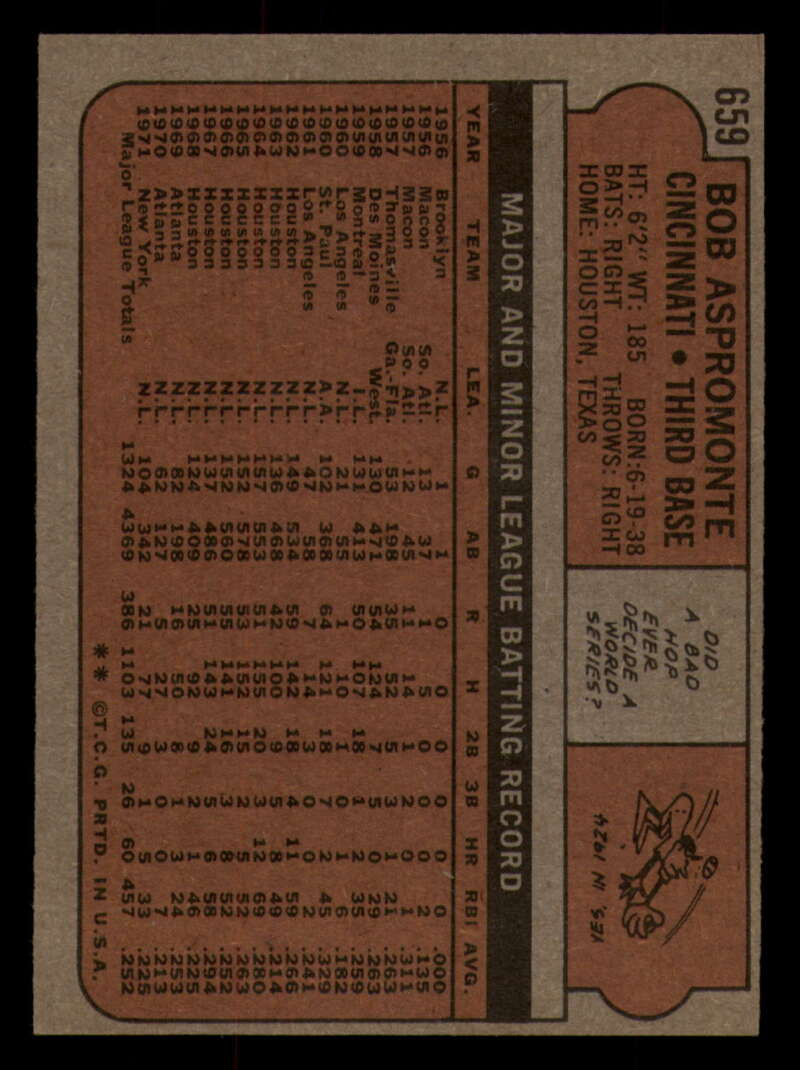 659
BOB ASPROMONTE
CINCINNATI • THIRD BASE
HT: 6'2" WT: 185 BORN: 6-19-38
BATS: RIGHT THROWS: RIGHT
HOME: HOUSTON, TEXAS
DID
A BAD
HOP
EVER
DECIDE A
WORLD
SERIES?
YES, IN 1924
MAJOR AND MINOR LEAGUE BATTING RECORD
YEAR TEAM LEA. G AB R H 2B 3B HR RBI AVG.
1956 Brooklyn N.L. 1 1 0 0 0 0 0 0 .000
1956 Macon So. Atl. 13 37 1 5 0 0 0 2 .135
1957 Macon So. Atl. 12 45 11 14 1 2 0 1 .311
1957 Thomasville Ga.-Fla. 53 198 35 52 5 3 1 21 .263
1958 Des Moines West. 130 471 54 124 7 5 0 29 .263
1959 Montreal I.L. 131 413 50 107 18 1 2 35 .259
1960 Los Angeles N.L. 21 55 1 10 1 0 1 6 .182
1960 St. Paul A.A. 102 368 64 121 18 7 2 45 .329
1961 Los Angeles N.L. 47 58 7 14 3 0 0 2 .241
1962 Houston N.L. 149 534 59 142 18 4 11 59 .266
1963 Houston N.L. 136 468 42 100 9 5 8 49 .214
1964 Houston N.L. 157 553 51 155 20 3 12 69 .280
1965 Houston N.L. 152 578 53 152 15 2 5 52 .263
1966 Houston N.L. 152 560 55 141 16 3 8 52 .252
1967 Houston N.L. 137 486 51 143 24 5 6 58 .294
1968 Houston N.L. 124 409 25 92 9 2 1 46 .225
1969 Atlanta N.L. 82 198 16 50 8 1 3 24 .253
1970 Atlanta N.L. 62 127 5 27 3 0 0 7 .213
1971 New York N.L. 104 342 21 77 9 1 5 33 .225
Major League Totals 1324 4369 386 1103 135 26 60 457 .252
** ©T.C.G. PRTD. IN U.S.A.